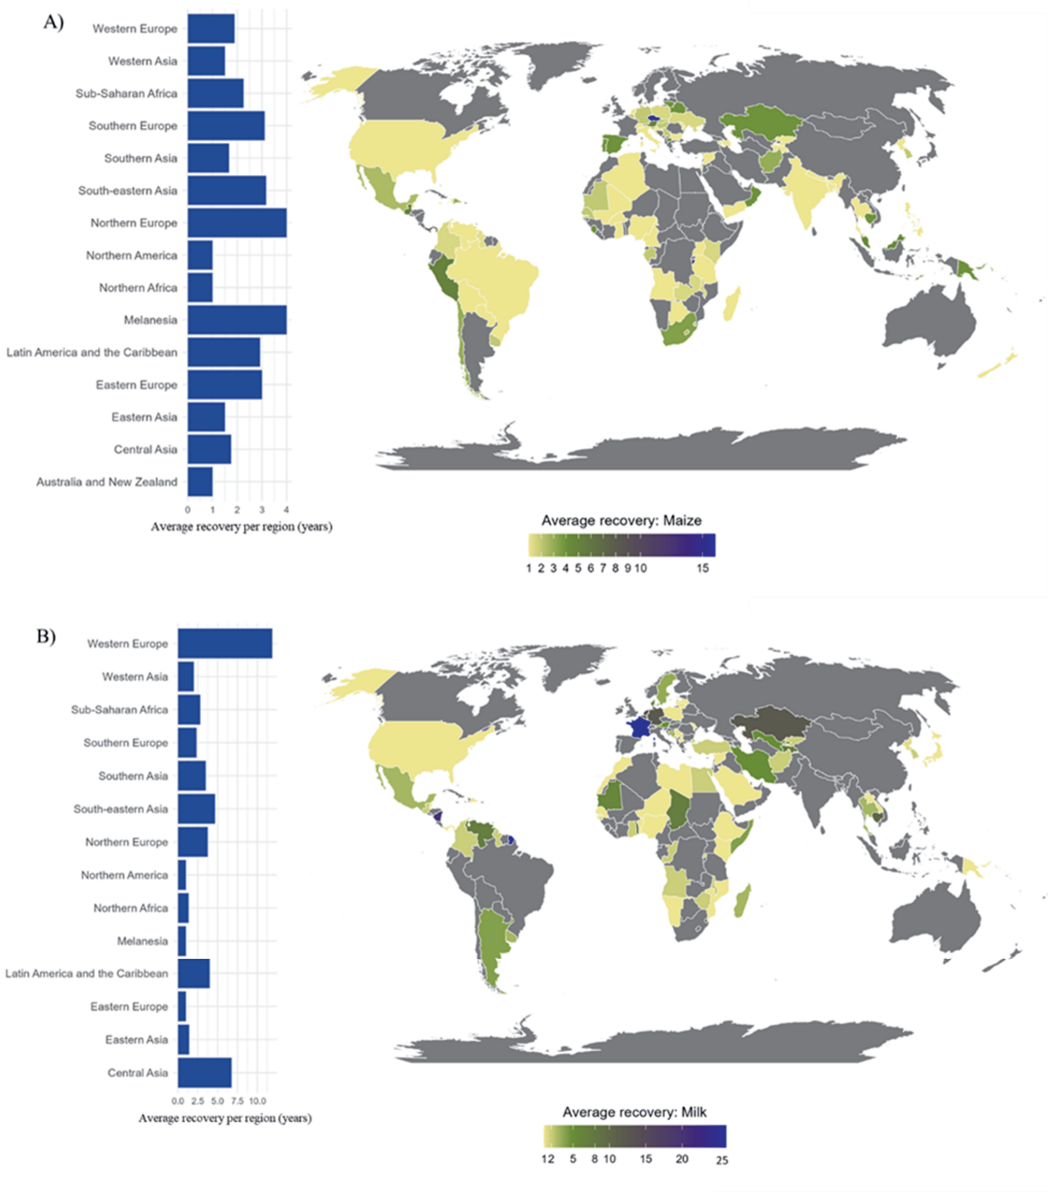 A)
Western Europe
Western Asia
Sub-Saharan Africa
Southern Europe
Southern Asia
South-eastern Asia
Northern Europe
Northern America
Northern Africa
Melanesia
Latin America and the Caribbean
Eastern Europe
Eastern Asia
Central Asia
Australia and New Zealand
0 1 2 3 4
Average recovery per region (years)
Average recovery: Maize
1 2 3 4 5 6 7 8 9 10 15
B)
Western Europe
Western Asia
Sub-Saharan Africa
Southern Europe
Southern Asia
South-eastern Asia
Northern Europe
Northern America
Northern Africa
Melanesia
Latin America and the Caribbean
Eastern Europe
Eastern Asia
Central Asia
0.0 2.5 5.0 7.5 10.0
Average recovery per region (years)
Average recovery: Milk
12 5 8 10 15 20 25